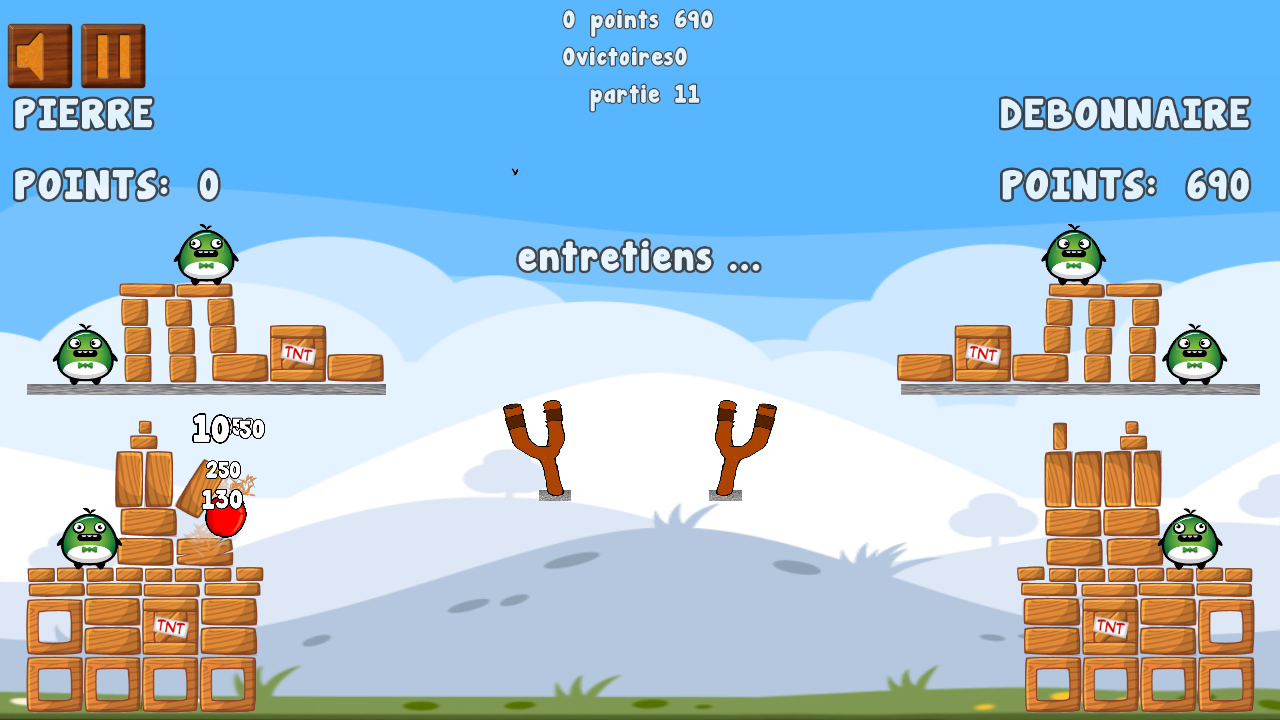 0 points 690
0victoires0
partie 11
PIERRE
DEBONNAIRE
POINTS: 0
POINTS: 690
entretiens ...
TNT
TNT
10
250
130
TNT
TNT